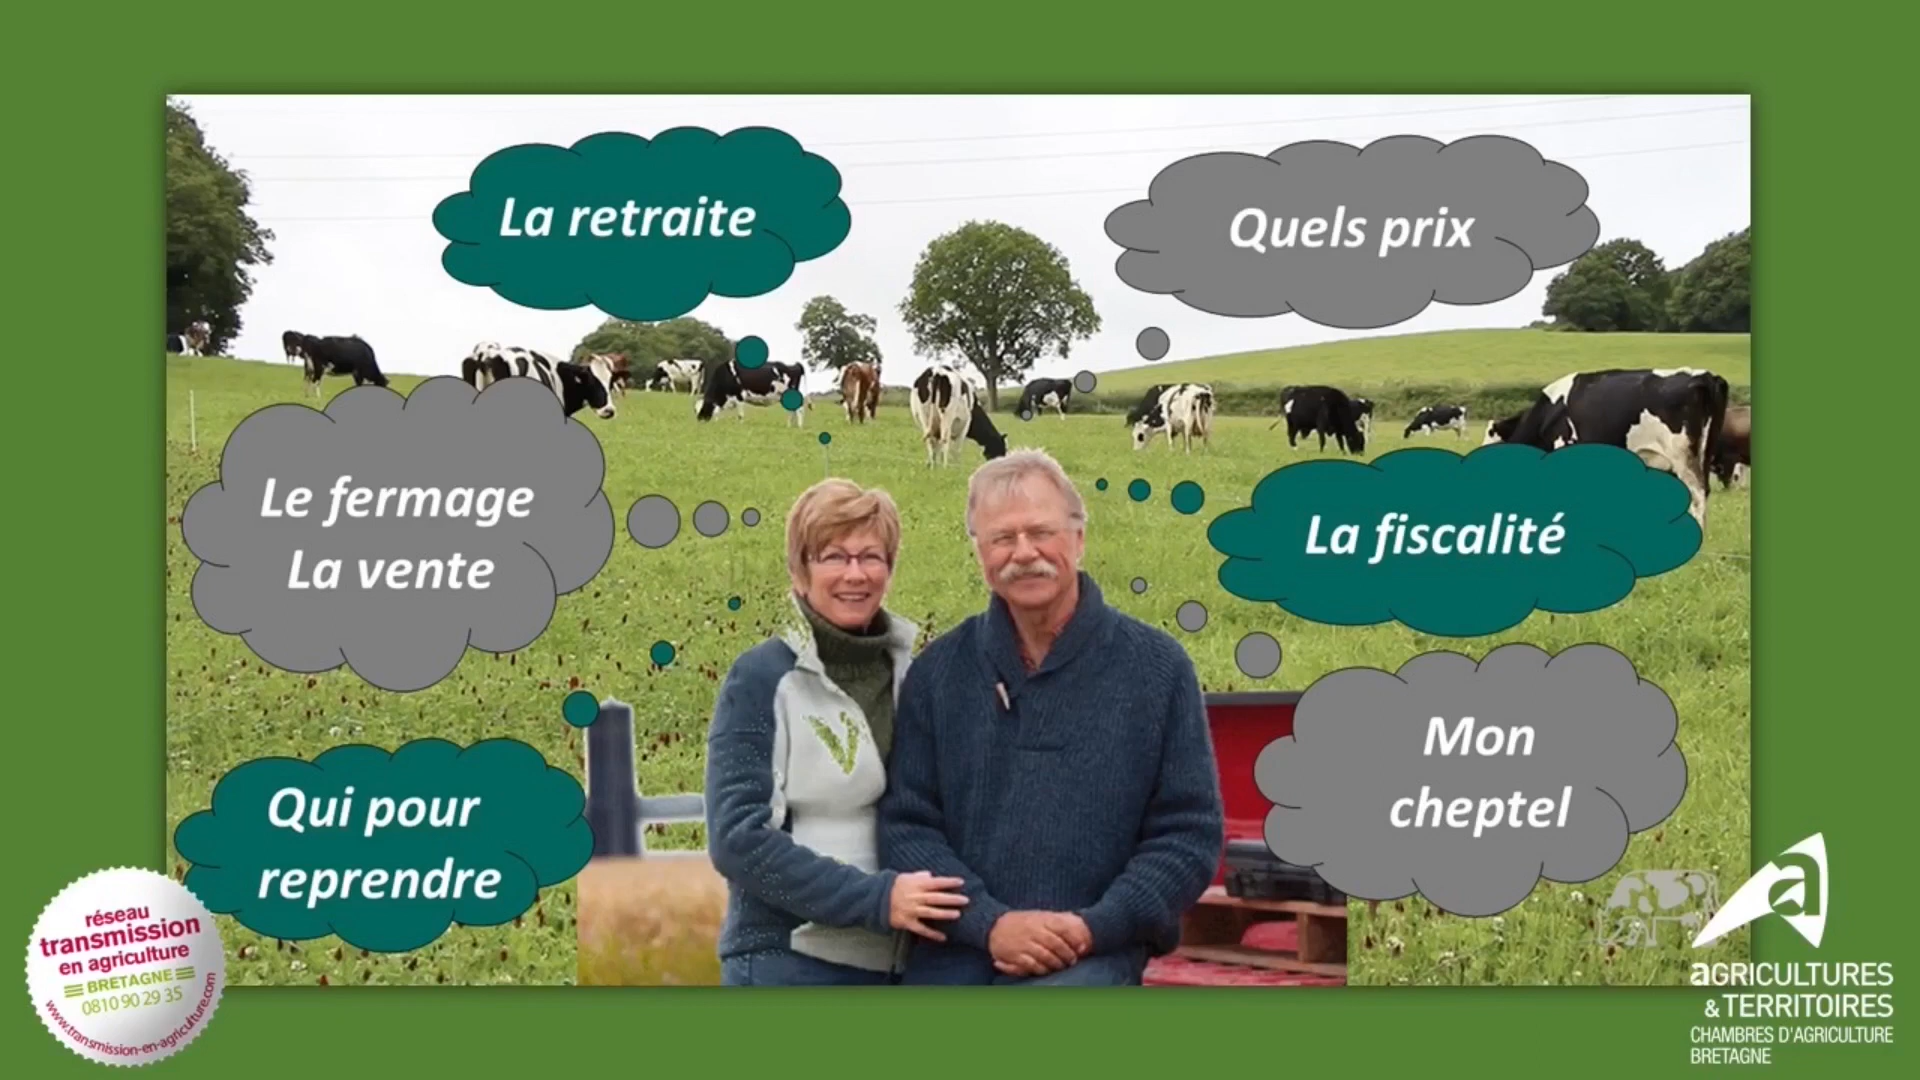 La retraite
Quels prix
Le fermage
La vente
La fiscalité
Mon
cheptel
Qui pour
reprendre
réseau
transmission
en agriculture
BRETAGNE
0810 90 29 35
www.transmission-en-agriculture.com
aGRICULTURES
& TERRITOIRES
CHAMBRES D'AGRICULTURE
BRETAGNE